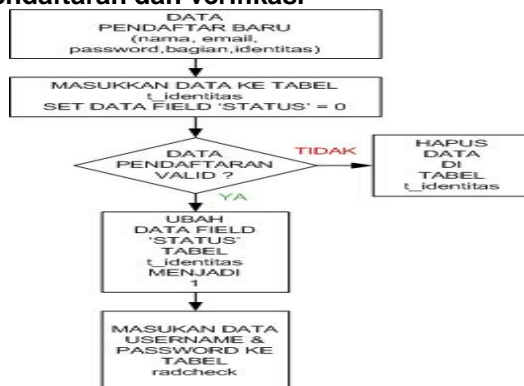 endaftaran dan verifikasi
DATA
PENDAFTAR BARU
(nama, email,
password,bagian,identitas)
MASUKKAN DATA KE TABEL
t_identitas
SET DATA FIELD 'STATUS' = 0
DATA
PENDAFTARAN
VALID ?
TIDAK
HAPUS
DATA
DI
TABEL
t_identitas
YA
UBAH
DATA FIELD
'STATUS'
TABEL
t_identitas
MENJADI
1
MASUKAN DATA
USERNAME &
PASSWORD KE
TABEL
radcheck